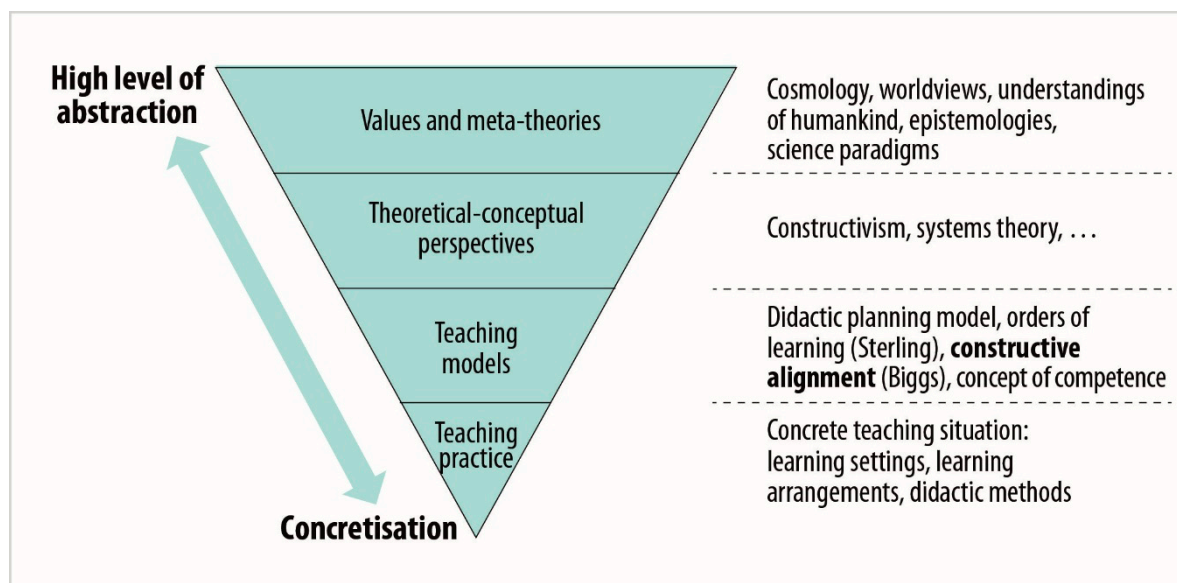 High level of
abstraction
Values and meta-theories
Cosmology, worldviews, understandings
of humankind, epistemologies,
science paradigms
Theoretical-conceptual
perspectives
Constructivism, systems theory, …
Teaching
models
Didactic planning model, orders of
learning (Sterling), constructive
alignment (Biggs), concept of competence
Teaching
practice
Concrete teaching situation:
learning settings, learning
arrangements, didactic methods
Concretisation